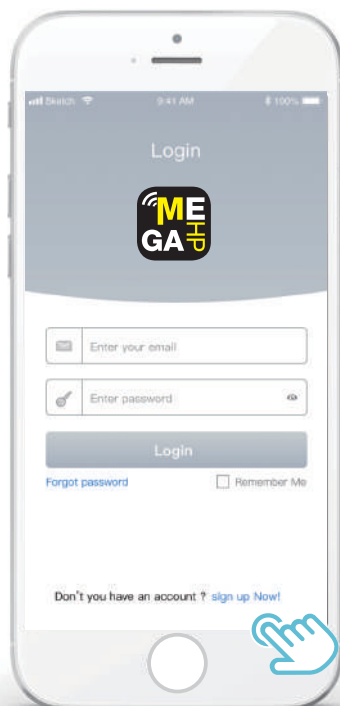 Sketch 9:41 AM 100%
Login
ME
GA HP
Enter your email
Enter password
Login
Forgot password Remember Me
Don't you have an account ? sign up Now!